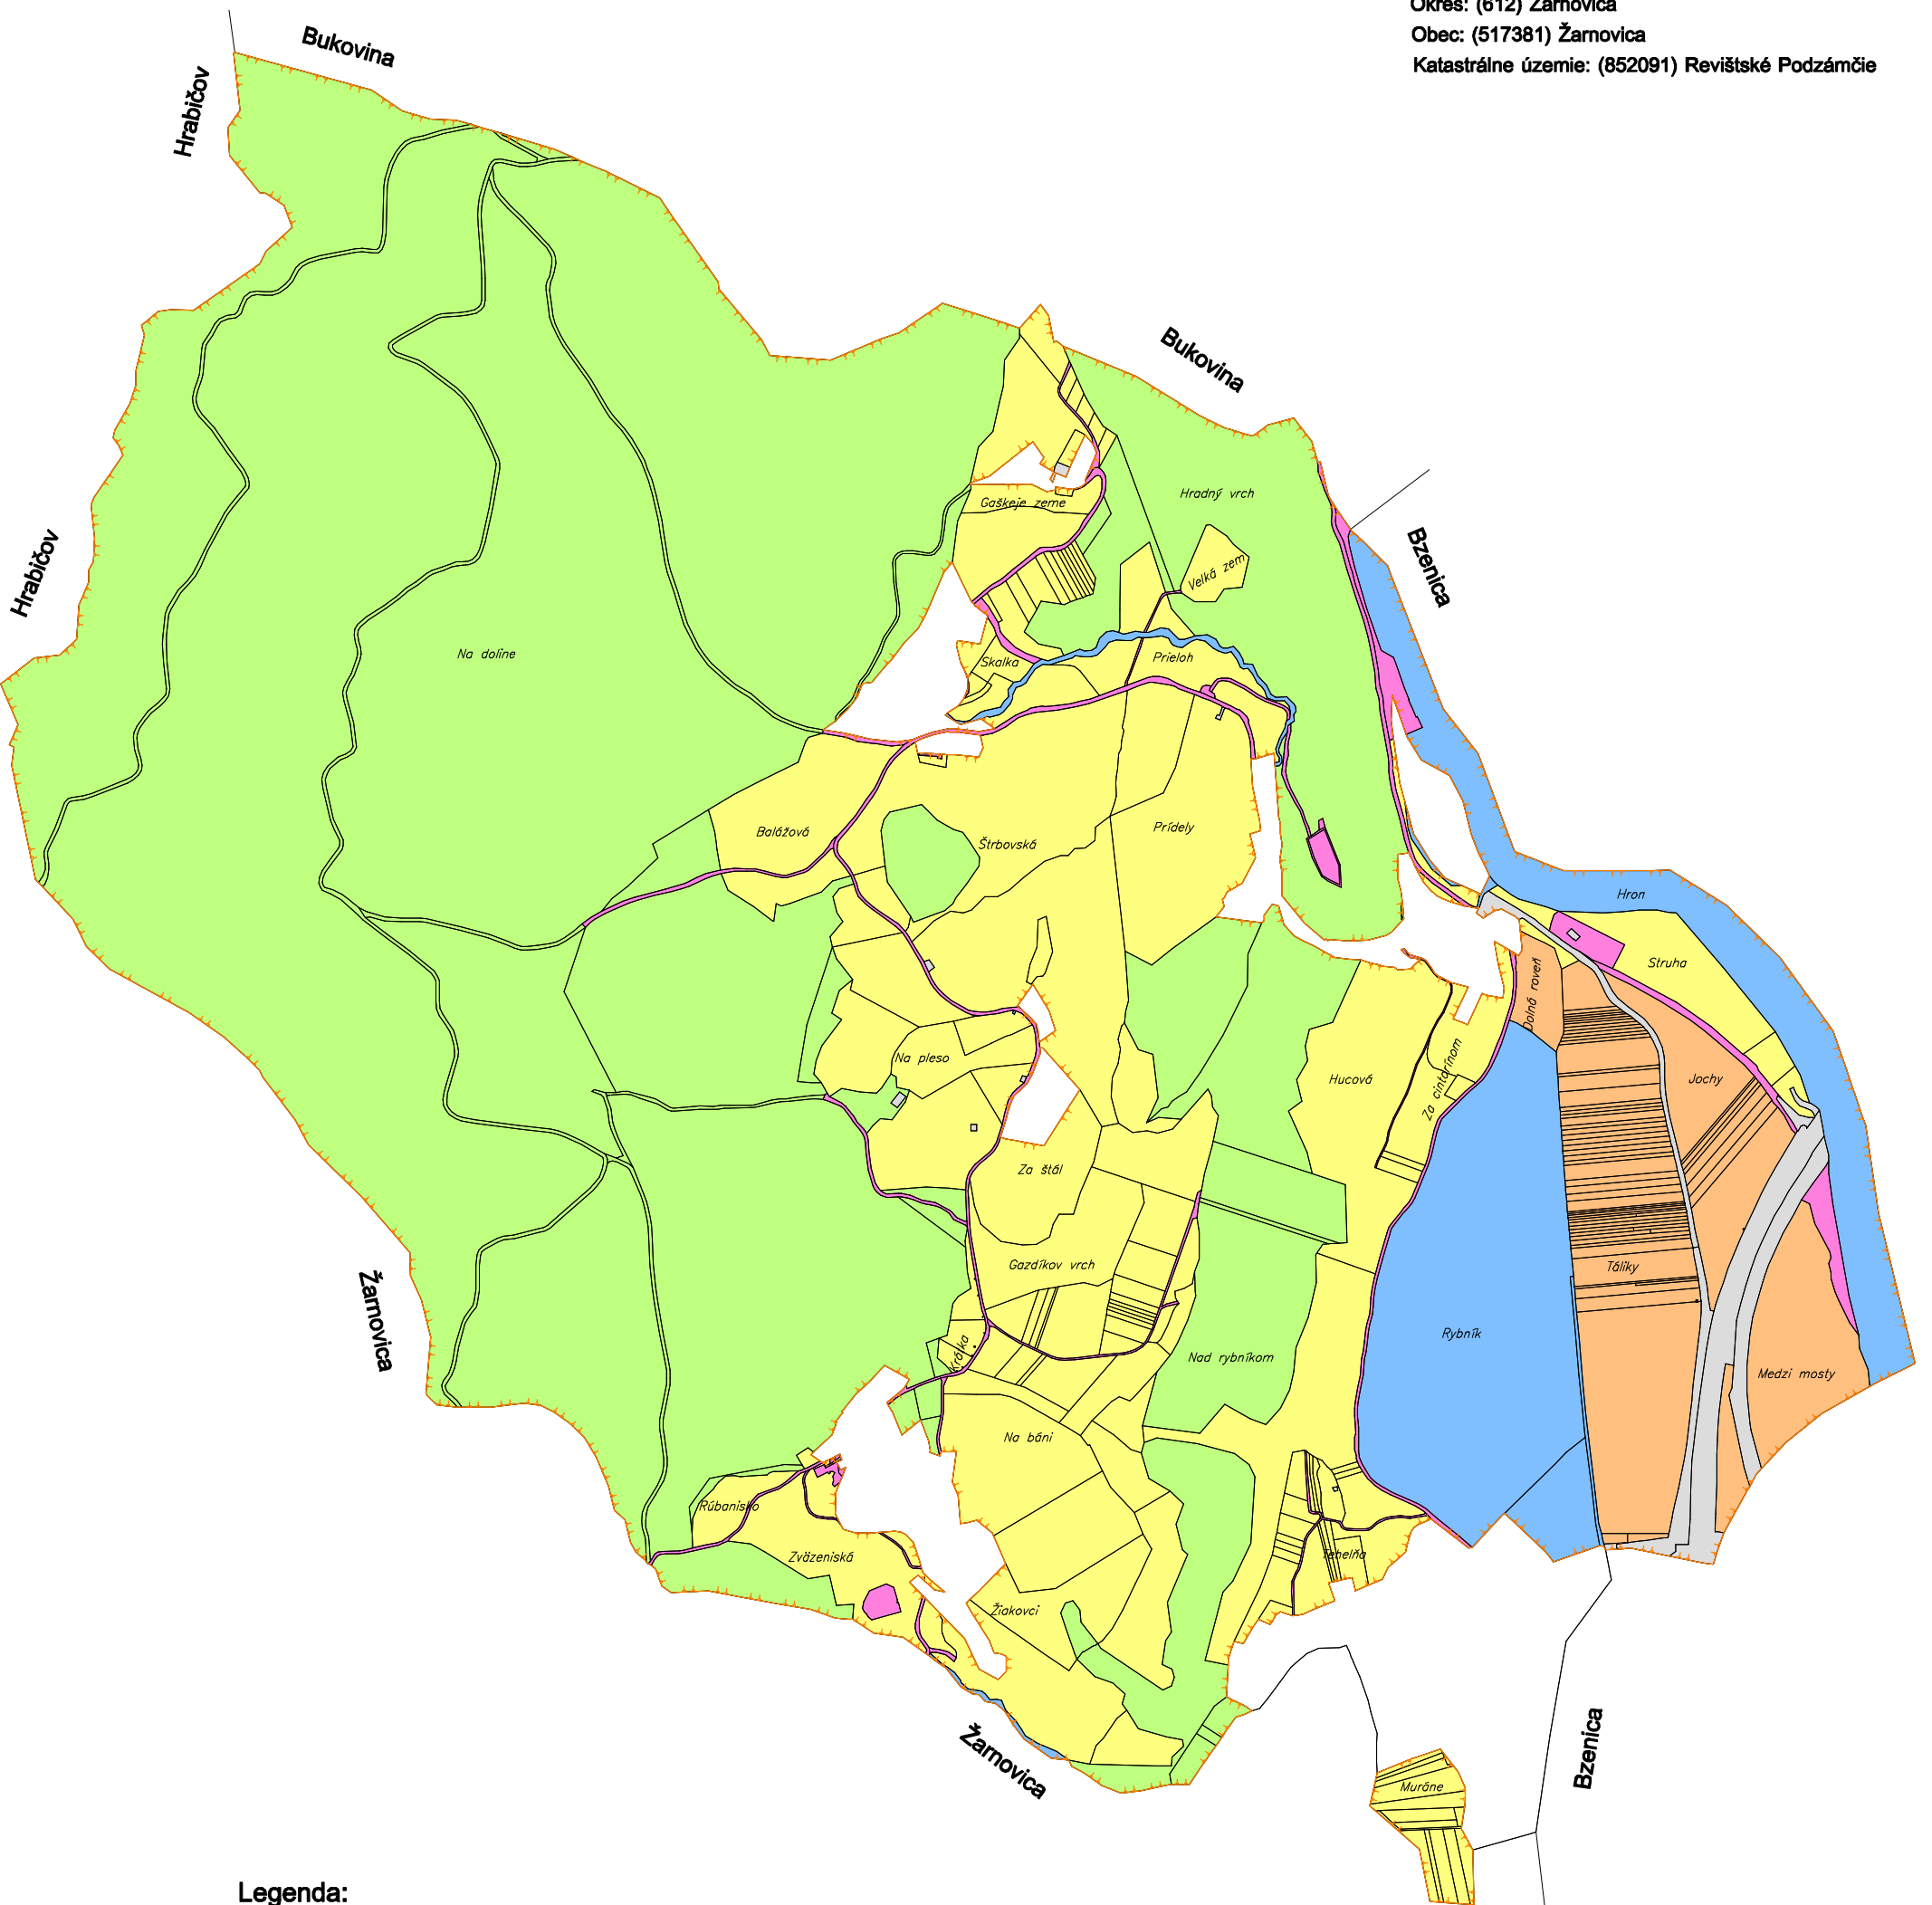 Okres: (612) Žarnovica
Obec: (517381) Žarnovica
Katastrálne územie: (852091) Revištské Podzámčie
Bukovina
Hrabičov
Bukovina
Hradný vrch
Gaškeje zeme
Bzenica
Hrabičov
Veľká zem
Na doline
Skalka
Prieloh
Balážová
Štrbovská
Prídely
Hron
Struha
Dolná roveň
Na pleso
Hucová
Za cintorínom
Jochy
Za štál
Gazdíkov vrch
Táliky
Žarnovica
Krátka
Rybník
Nad rybníkom
Medzi mosty
Na báni
Rúbanisko
Zväzeniská
Tehelňa
Žiakovci
Žarnovica
Bzenica
Muráne
Legenda: